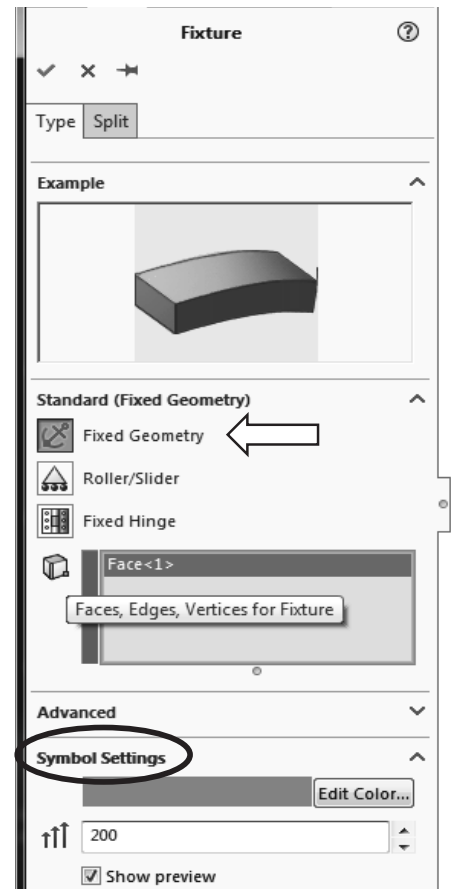 Fixture
Type Split
Example
Standard (Fixed Geometry)
Fixed Geometry
Roller/Slider
Fixed Hinge
Face<1>
Faces, Edges, Vertices for Fixture
Advanced
Symbol Settings
Edit Color...
200
Show preview